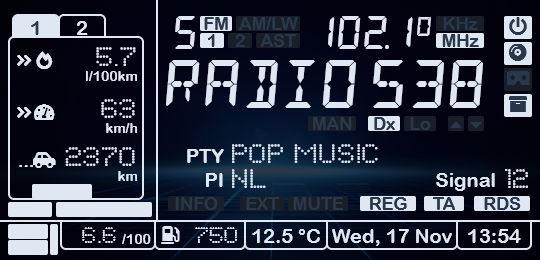 1 2
5.7
l/100km
63
km/h
2370
km
5 FM AM/LW 102.10 KHz
1 2 AST MHz
RADIO 538
MAN Dx Lo
PTY POP MUSIC
PI NL Signal 12
INFO EXT MUTE REG TA RDS
6.6 /100 750 12.5 °C Wed, 17 Nov 13:54